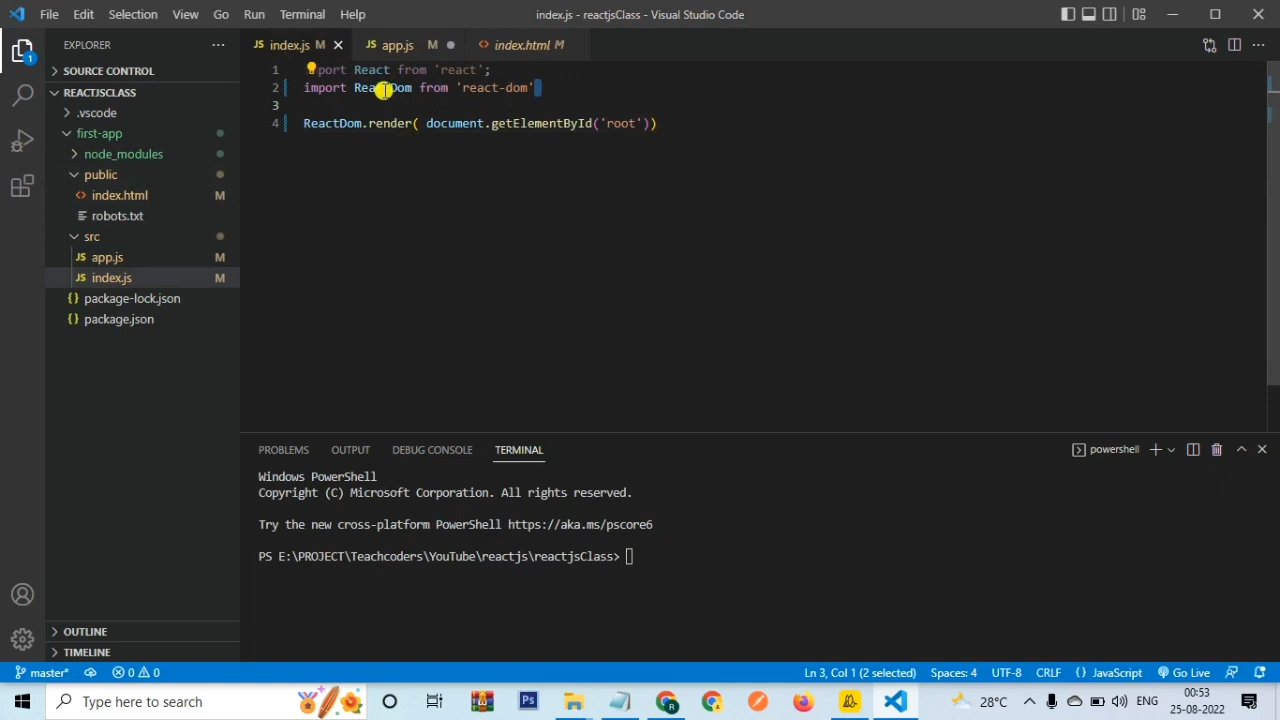 File Edit Selection View Go Run Terminal Help
index.js - reactjsClass - Visual Studio Code
EXPLORER
index.js M
app.js M
index.html M
SOURCE CONTROL
REACTJSCLASS
.vscode
first-app
node_modules
public
index.html M
robots.txt
src
app.js M
index.js M
package-lock.json
package.json
OUTLINE
TIMELINE
1
1 import React from 'react';
2 import ReactDom from 'react-dom'
3
4 ReactDom.render( document.getElementById('root'))
PROBLEMS OUTPUT DEBUG CONSOLE TERMINAL
powershell
Windows PowerShell
Copyright (C) Microsoft Corporation. All rights reserved.
Try the new cross-platform PowerShell https://aka.ms/pscore6
PS E:\PROJECT\Teachcoders\YouTube\reactjs\reactjsClass>
master* 0 0
Ln 3, Col 1 (2 selected) Spaces: 4 UTF-8 CRLF { } JavaScript Go Live
Type here to search
Ps
R
28°C
ENG
00:53
25-08-2022